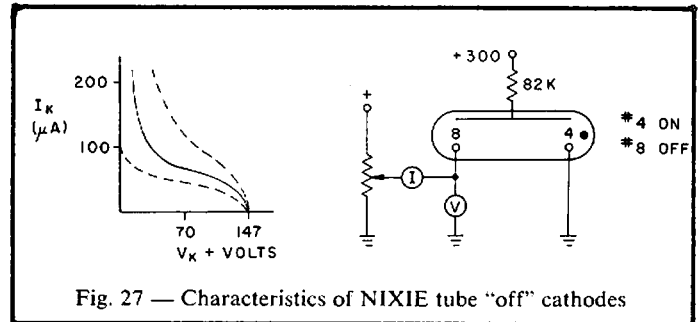 200
I_K
(μA)
100
70
147
V_K + VOLTS
+300
82K
+
8
4
I
V
#4 ON
#8 OFF
Fig. 27 — Characteristics of NIXIE tube “off” cathodes